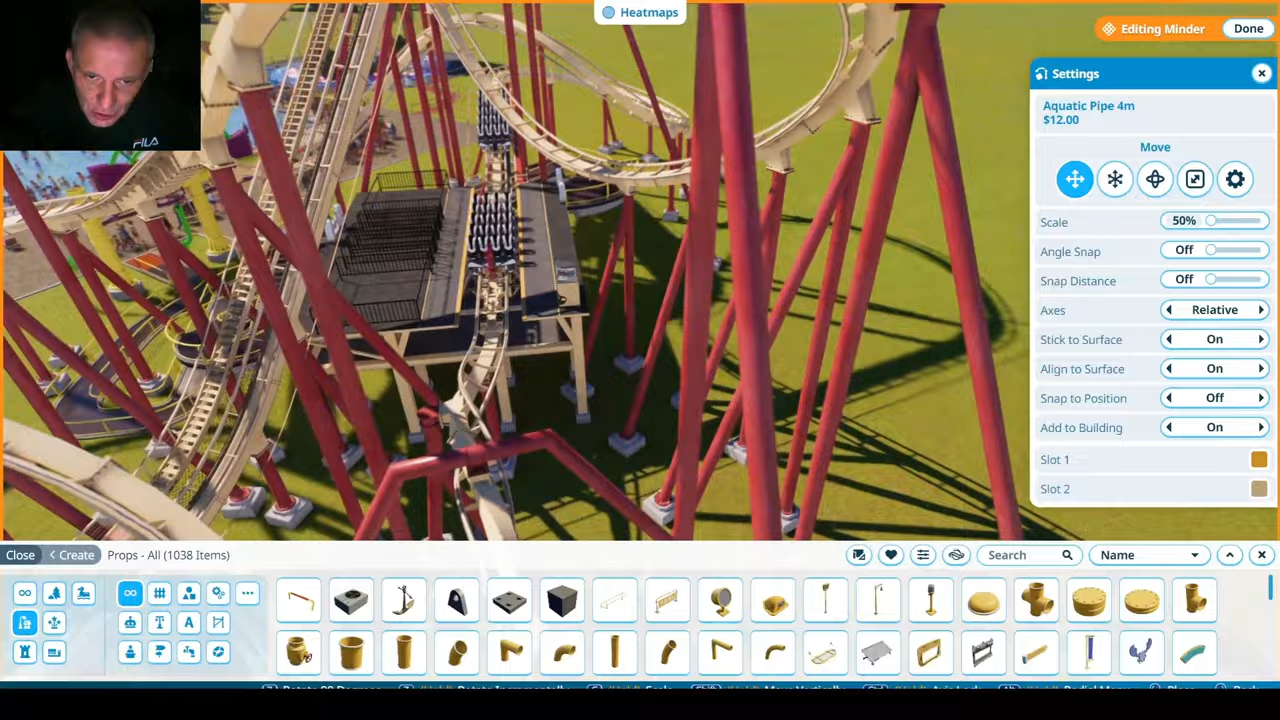 Heatmaps
Editing Minder
Done
FILA
Settings
Aquatic Pipe 4m
$12.00
Move
Scale
50%
Angle Snap
Off
Snap Distance
Off
Axes
Relative
Stick to Surface
On
Align to Surface
On
Snap to Position
Off
Add to Building
On
Slot 1
Slot 2
Close
Create
Props - All (1038 Items)
Search
Name